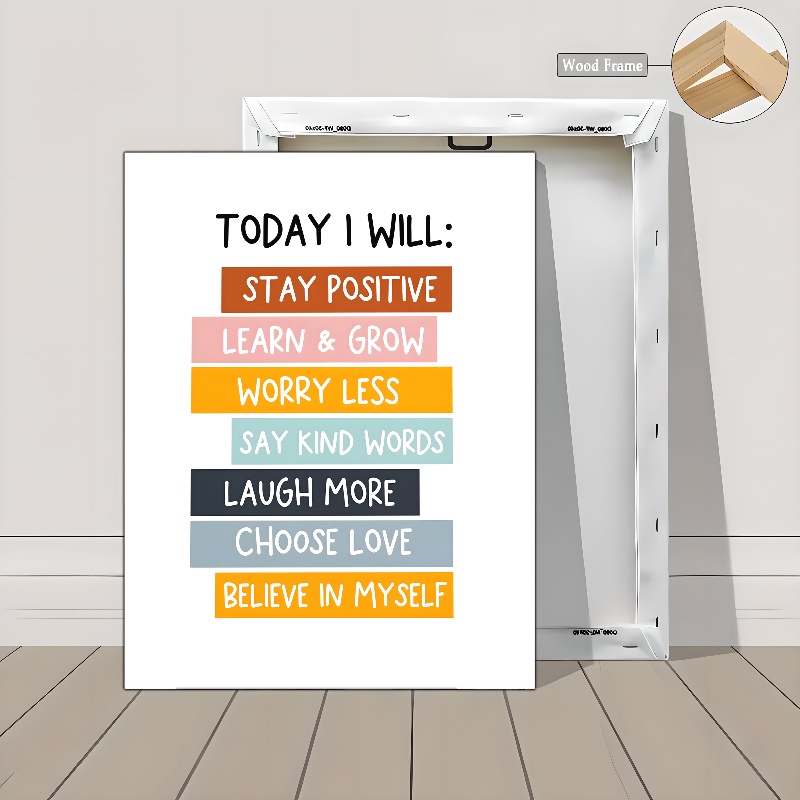 Wood Frame
TODAY I WILL:
STAY POSITIVE
LEARN & GROW
WORRY LESS
SAY KIND WORDS
LAUGH MORE
CHOOSE LOVE
BELIEVE IN MYSELF